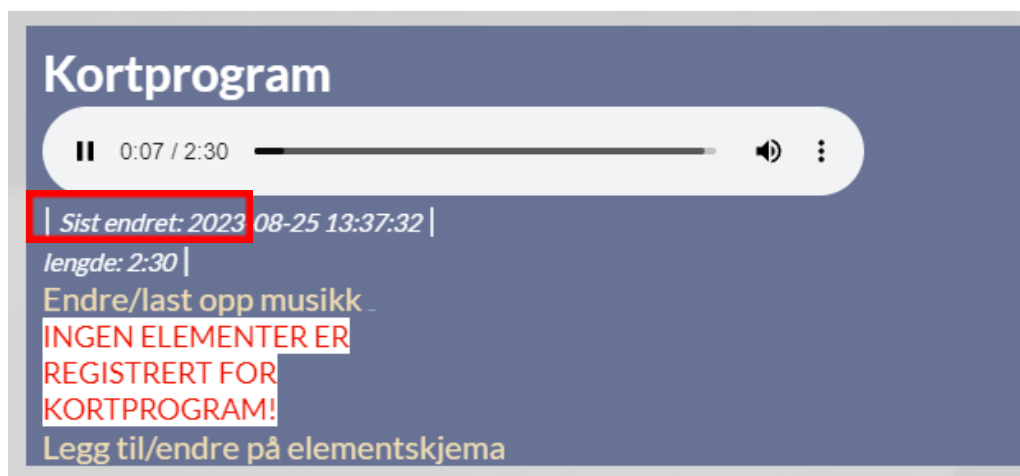 Kortprogram
0:07 / 2:30
| Sist endret: 2023-08-25 13:37:32 |
lengde: 2:30 |
Endre/last opp musikk
INGEN ELEMENTER ER
REGISTRERT FOR
KORTPROGRAM!
Legg til/endre på elementskjema